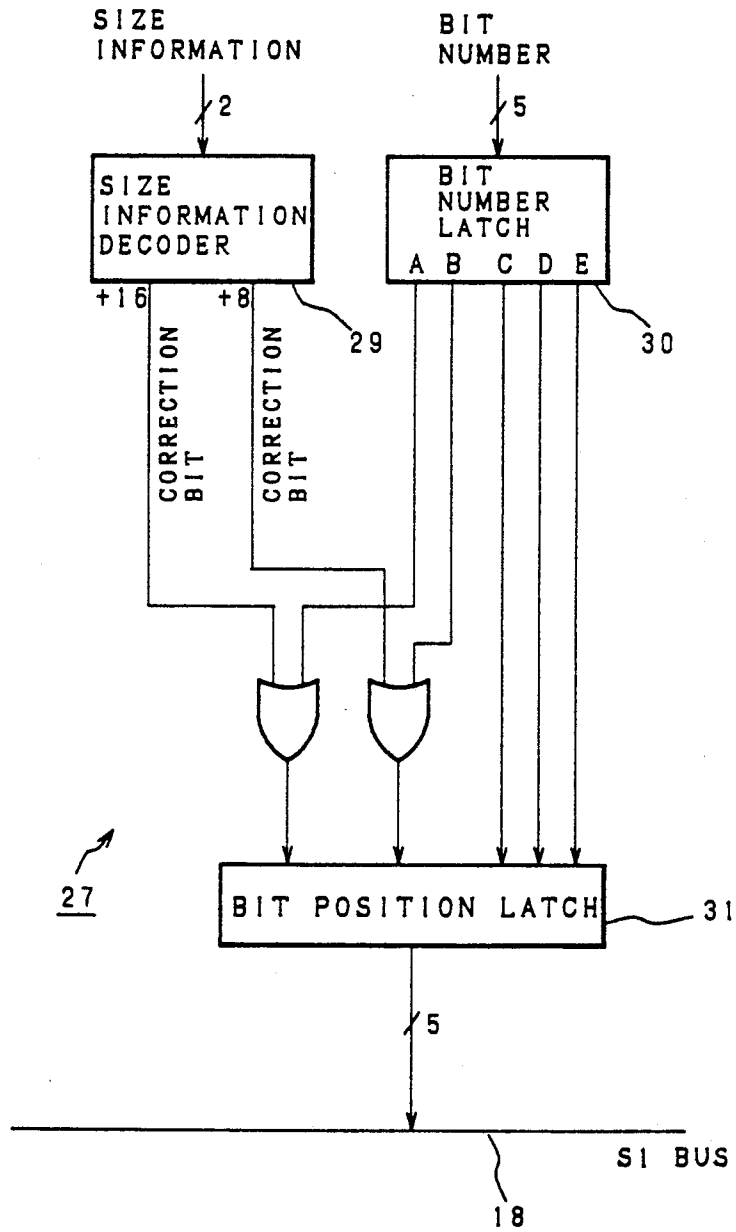 SIZE
INFORMATION
BIT
NUMBER
2
5
SIZE
INFORMATION
DECODER
BIT
NUMBER
LATCH
A B C D E
+16
+8
29
30
CORRECTION
BIT
CORRECTION
BIT
27
BIT POSITION LATCH
31
5
S1 BUS
18